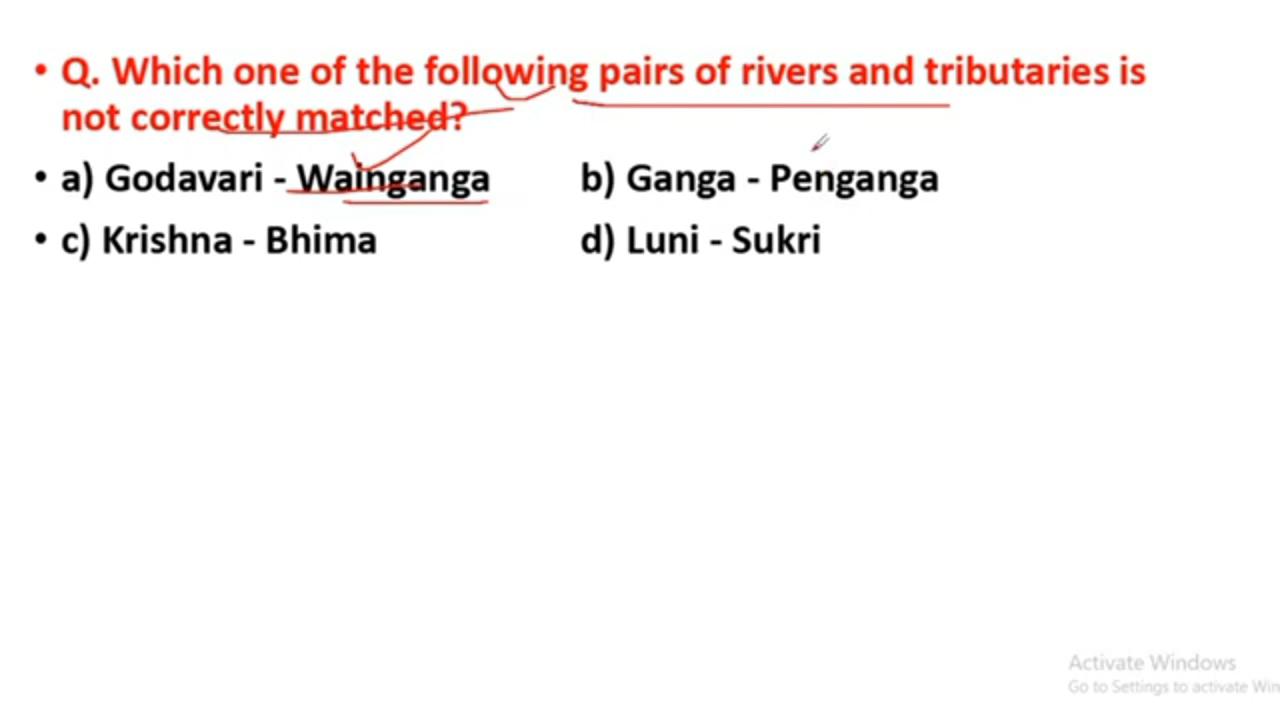 • Q. Which one of the following pairs of rivers and tributaries is
not correctly matched?
• a) Godavari - Wainganga b) Ganga - Penganga
• c) Krishna - Bhima d) Luni - Sukri
Activate Windows
Go to Settings to activate Win